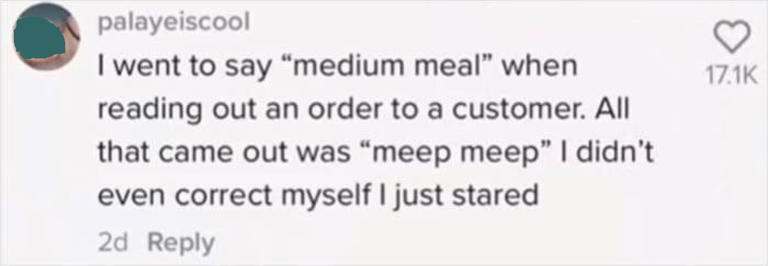 palayeiscool
I went to say “medium meal” when
reading out an order to a customer. All
that came out was “meep meep” I didn't
even correct myself I just stared
17.1K
2d Reply